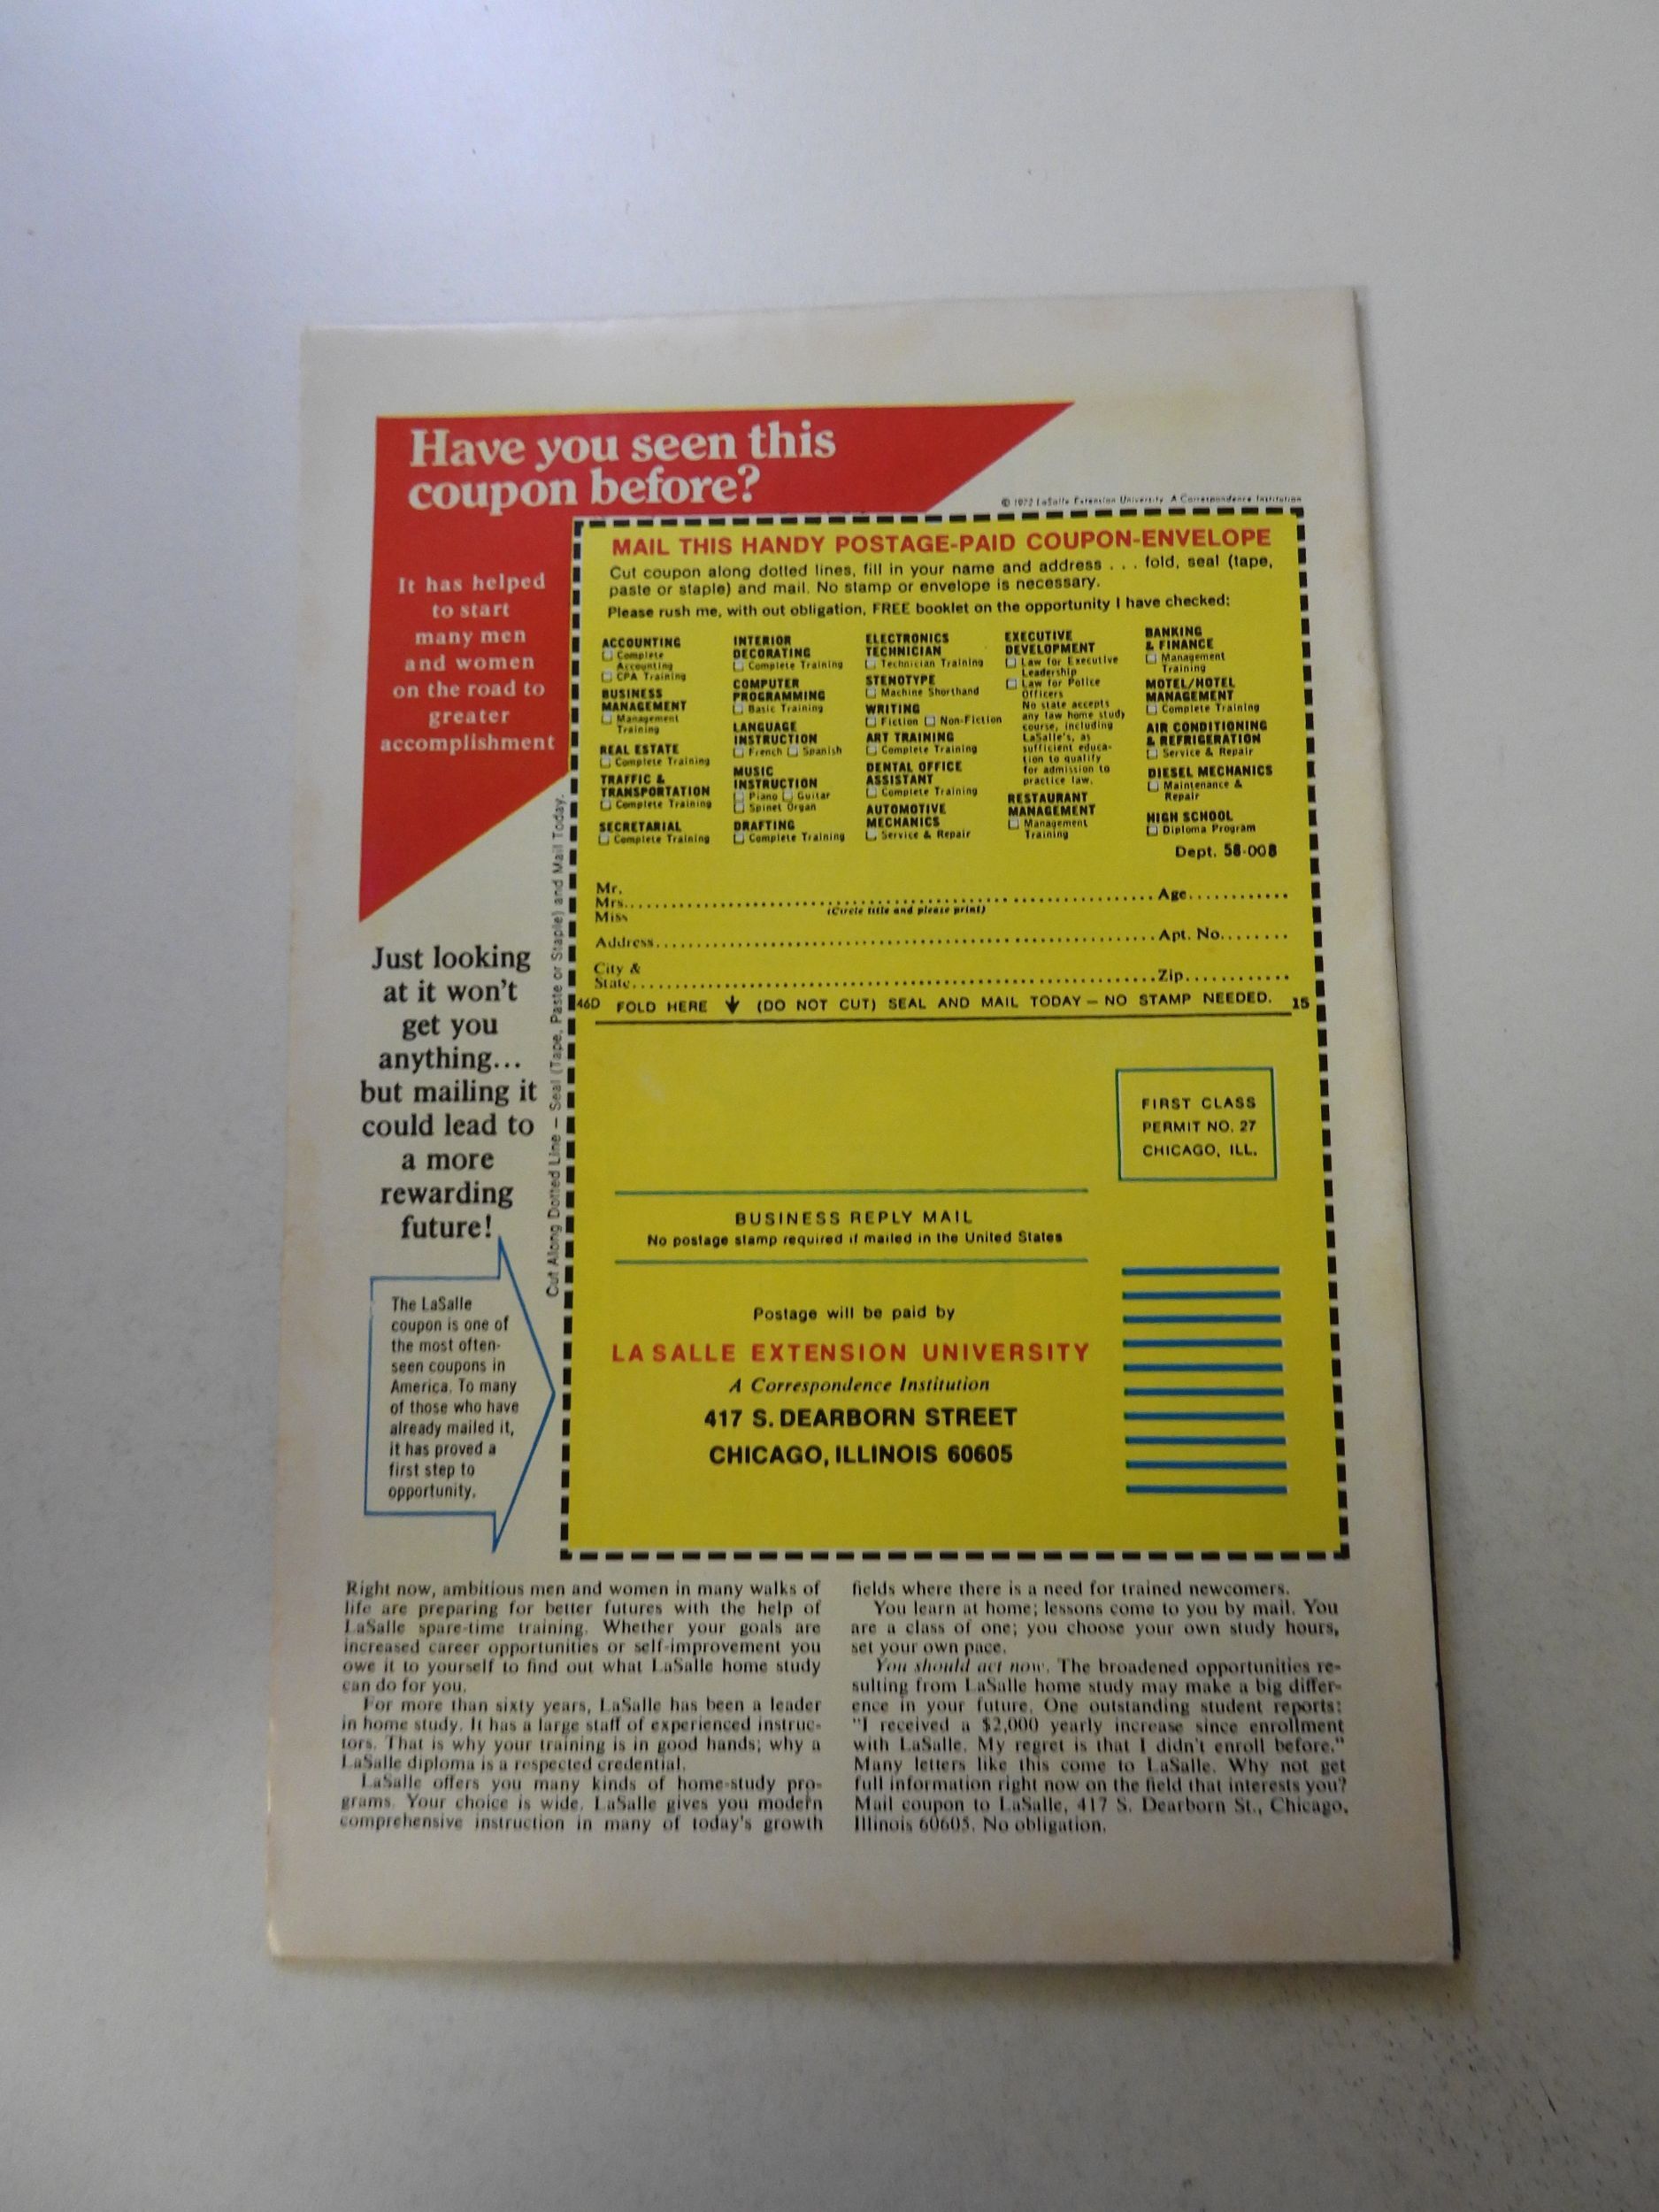 Have you seen this
coupon before?
It has helped
to start
many men
and women
on the road to
greater
accomplishment
© 1972 LaSalle Extension University A Correspondence Institution
MAIL THIS HANDY POSTAGE-PAID COUPON-ENVELOPE
Cut coupon along dotted lines, fill in your name and address . . . fold, seal (tape,
paste or staple) and mail. No stamp or envelope is necessary.
Please rush me, with out obligation, FREE booklet on the opportunity I have checked:
ACCOUNTING
Complete
Accounting
CPA Training
BUSINESS
MANAGEMENT
Management
Training
REAL ESTATE
Complete Training
TRAFFIC &
TRANSPORTATION
Complete Training
SECRETARIAL
Complete Training
INTERIOR
DECORATING
Complete Training
COMPUTER
PROGRAMMING
Basic Training
LANGUAGE
INSTRUCTION
French Spanish
MUSIC
INSTRUCTION
Piano Guitar
Spinet Organ
DRAFTING
Complete Training
ELECTRONICS
TECHNICIAN
Technician Training
STENOTYPE
Machine Shorthand
WRITING
Fiction Non-Fiction
ART TRAINING
Complete Training
DENTAL OFFICE
ASSISTANT
Complete Training
AUTOMOTIVE
MECHANICS
Service & Repair
EXECUTIVE
DEVELOPMENT
Law for Executive
Leadership
Law for Police
Officers
No state accepts
any law home study
course, including
LaSalle's, as
sufficient educa-
tion to qualify
for admission to
practice law.
RESTAURANT
MANAGEMENT
Management
Training
BANKING
& FINANCE
Management
Training
MOTEL/HOTEL
MANAGEMENT
Complete Training
AIR CONDITIONING
& REFRIGERATION
Service & Repair
DIESEL MECHANICS
Maintenance &
Repair
HIGH SCHOOL
Diploma Program
Dept. 58-008
Mr.
Mrs. Age
Miss
(Circle title and please print)
Address Apt. No.
City &
State Zip
46D FOLD HERE (DO NOT CUT) SEAL AND MAIL TODAY — NO STAMP NEEDED. 15
Cut Along Dotted Line — Seal (Tape, Paste or Staple) and Mail Today.
Just looking
at it won't
get you
anything...
but mailing it
could lead to
a more
rewarding
future!
The LaSalle
coupon is one of
the most often-
seen coupons in
America. To many
of those who have
already mailed it,
it has proved a
first step to
opportunity.
FIRST CLASS
PERMIT NO. 27
CHICAGO, ILL.
BUSINESS REPLY MAIL
No postage stamp required if mailed in the United States
Postage will be paid by
LA SALLE EXTENSION UNIVERSITY
A Correspondence Institution
417 S. DEARBORN STREET
CHICAGO, ILLINOIS 60605
Right now, ambitious men and women in many walks of
life are preparing for better futures with the help of
LaSalle spare-time training. Whether your goals are
increased career opportunities or self-improvement you
owe it to yourself to find out what LaSalle home study
can do for you.
For more than sixty years, LaSalle has been a leader
in home study. It has a large staff of experienced instruc-
tors. That is why your training is in good hands; why a
LaSalle diploma is a respected credential.
LaSalle offers you many kinds of home-study pro-
grams. Your choice is wide. LaSalle gives you modern
comprehensive instruction in many of today's growth
fields where there is a need for trained newcomers.
You learn at home; lessons come to you by mail. You
are a class of one; you choose your own study hours,
set your own pace.
You should act now. The broadened opportunities re-
sulting from LaSalle home study may make a big differ-
ence in your future. One outstanding student reports:
"I received a $2,000 yearly increase since enrollment
with LaSalle. My regret is that I didn't enroll before."
Many letters like this come to LaSalle. Why not get
full information right now on the field that interests you?
Mail coupon to LaSalle, 417 S. Dearborn St., Chicago,
Illinois 60605. No obligation.